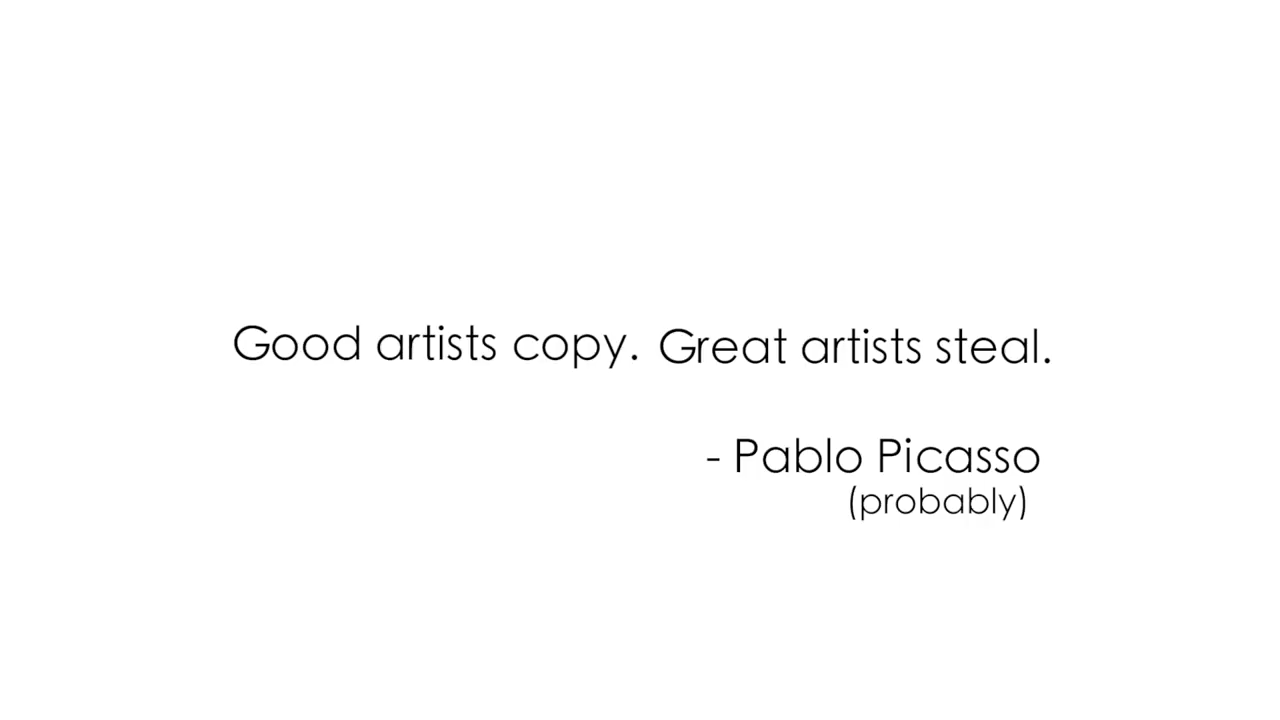 Good artists copy. Great artists steal.
- Pablo Picasso
(probably)